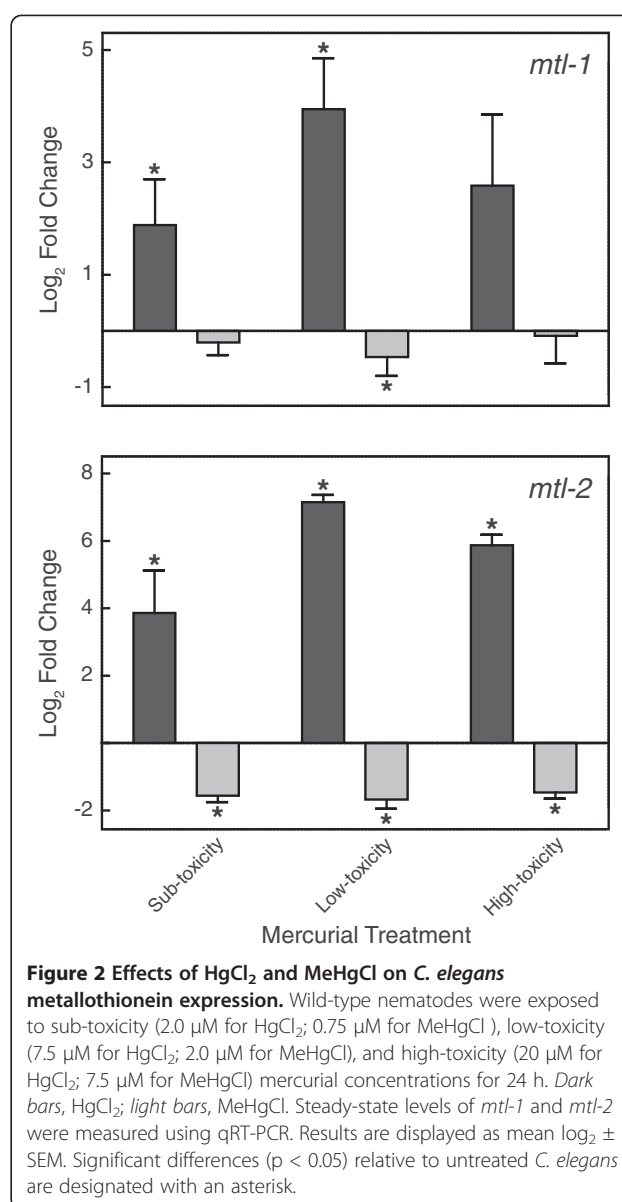 5
3
1
-1
Log₂ Fold Change
mtl-1
*
*
*
8
6
4
2
-2
Log₂ Fold Change
mtl-2
*
*
*
*
*
*
Sub-toxicity
Low-toxicity
High-toxicity
Mercurial Treatment
Figure 2 Effects of HgCl₂ and MeHgCl on C. elegans
metallothionein expression. Wild-type nematodes were exposed
to sub-toxicity (2.0 μM for HgCl₂; 0.75 μM for MeHgCl ), low-toxicity
(7.5 μM for HgCl₂; 2.0 μM for MeHgCl), and high-toxicity (20 μM for
HgCl₂; 7.5 μM for MeHgCl) mercurial concentrations for 24 h. Dark
bars, HgCl₂; light bars, MeHgCl. Steady-state levels of mtl-1 and mtl-2
were measured using qRT-PCR. Results are displayed as mean log₂ ±
SEM. Significant differences (p < 0.05) relative to untreated C. elegans
are designated with an asterisk.